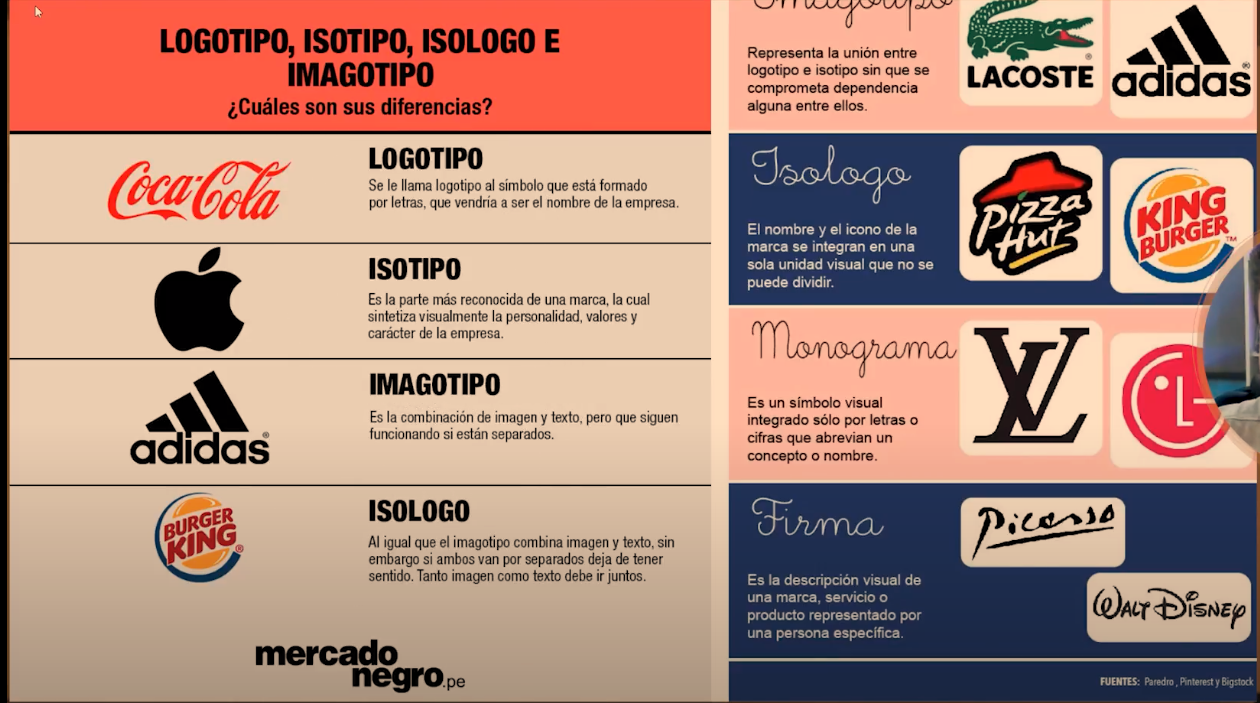 LOGOTIPO, ISOTIPO, ISOLOGO E
IMAGOTIPO
¿Cuáles son sus diferencias?
Coca-Cola
LOGOTIPO
Se le llama logotipo al símbolo que está formado
por letras, que vendría a ser el nombre de la empresa.
ISOTIPO
Es la parte más reconocida de una marca, la cual
sintetiza visualmente la personalidad, valores y
carácter de la empresa.
adidas®
IMAGOTIPO
Es la combinación de imagen y texto, pero que siguen
funcionando si están separados.
BURGER
KING®
ISOLOGO
Al igual que el imagotipo combina imagen y texto, sin
embargo si ambos van por separados deja de tener
sentido. Tanto imagen como texto debe ir juntos.
mercado
negro.pe
Imagotipo
Representa la unión entre
logotipo e isotipo sin que se
comprometa dependencia
alguna entre ellos.
LACOSTE®
adidas®
Isologo
El nombre y el icono de la
marca se integran en una
sola unidad visual que no se
puede dividir.
Pizza
Hut
KING
BURGER™
Monograma
Es un símbolo visual
integrado sólo por letras o
cifras que abrevian un
concepto o nombre.
LV
LG
Firma
Es la descripción visual de
una marca, servicio o
producto representado por
una persona específica.
Picasso
WALT DISNEY
FUENTES: Paredro , Pinterest y Bigstock